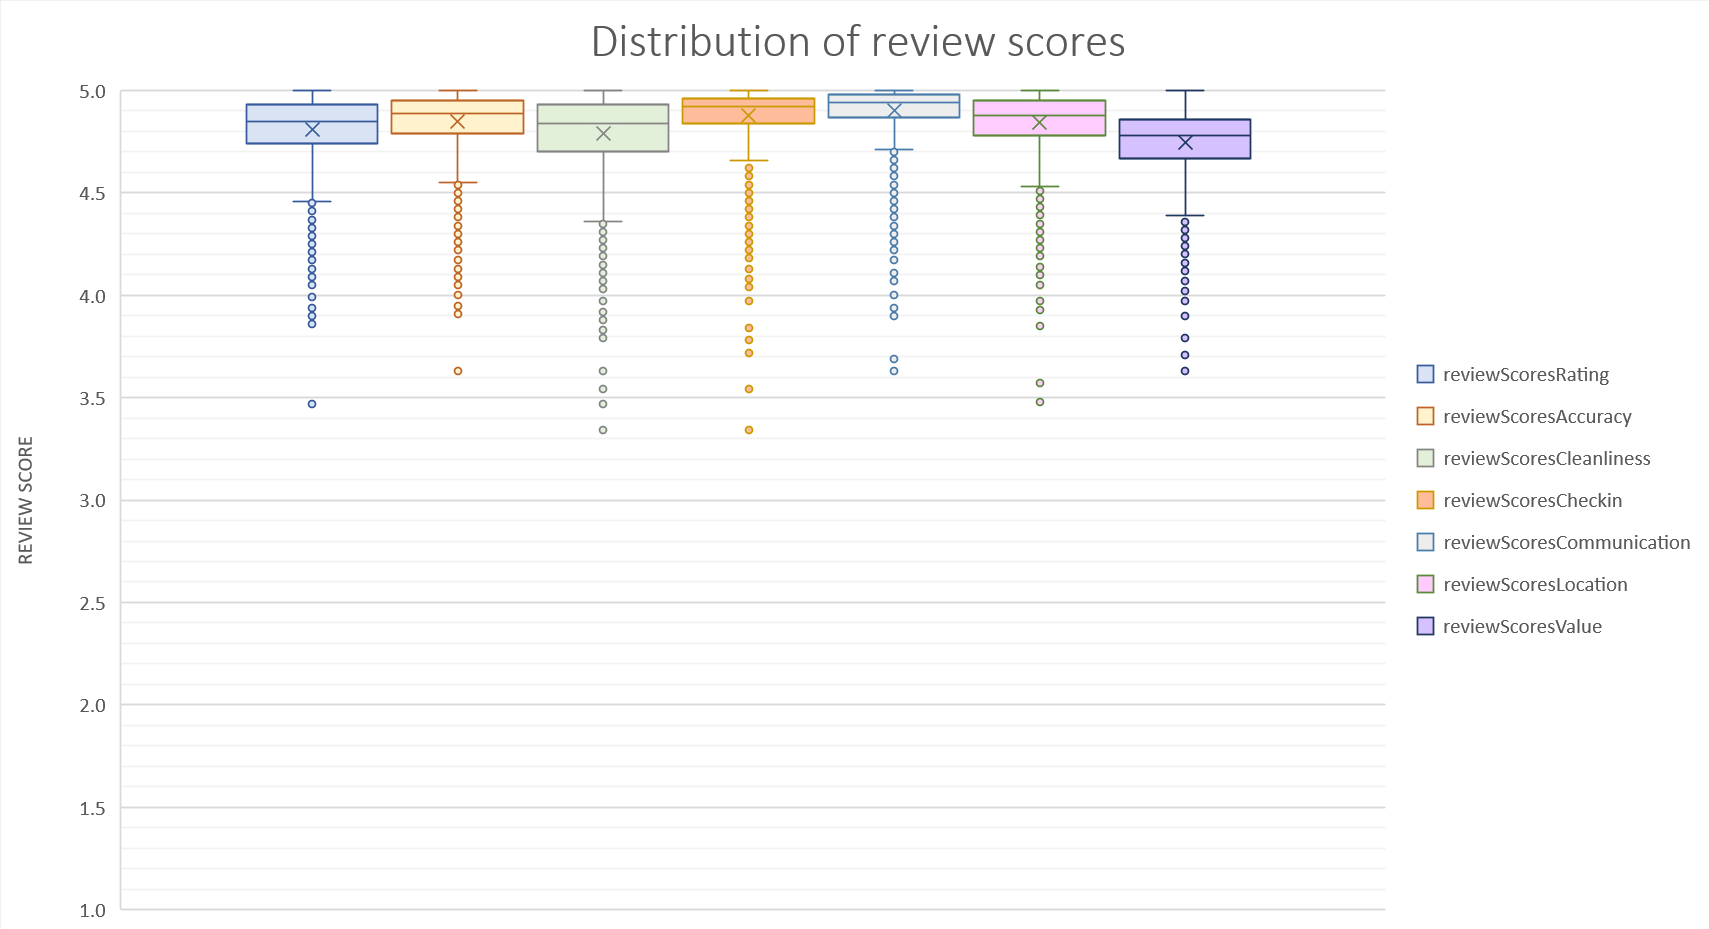 Distribution of review scores
REVIEW SCORE
5.0
4.5
4.0
3.5
3.0
2.5
2.0
1.5
1.0
reviewScoresRating
reviewScoresAccuracy
reviewScoresCleanliness
reviewScoresCheckin
reviewScoresCommunication
reviewScoresLocation
reviewScoresValue